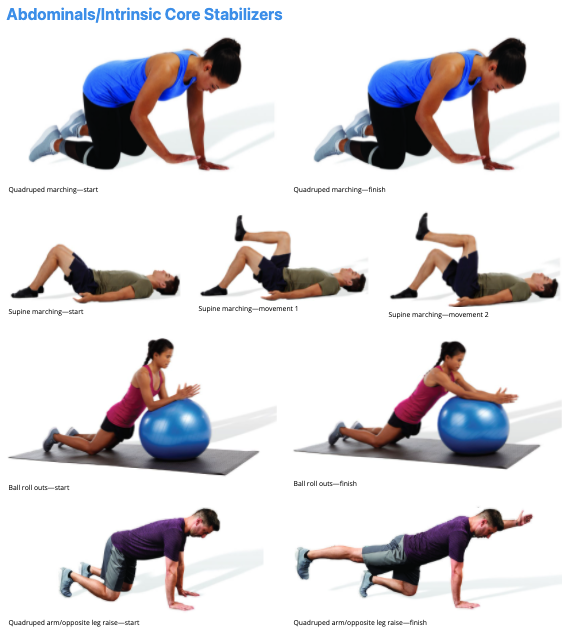 Abdominals/Intrinsic Core Stabilizers
Quadruped marching—start
Quadruped marching—finish
Supine marching—start
Supine marching—movement 1
Supine marching—movement 2
Ball roll outs—start
Ball roll outs—finish
Quadruped arm/opposite leg raise—start
Quadruped arm/opposite leg raise—finish